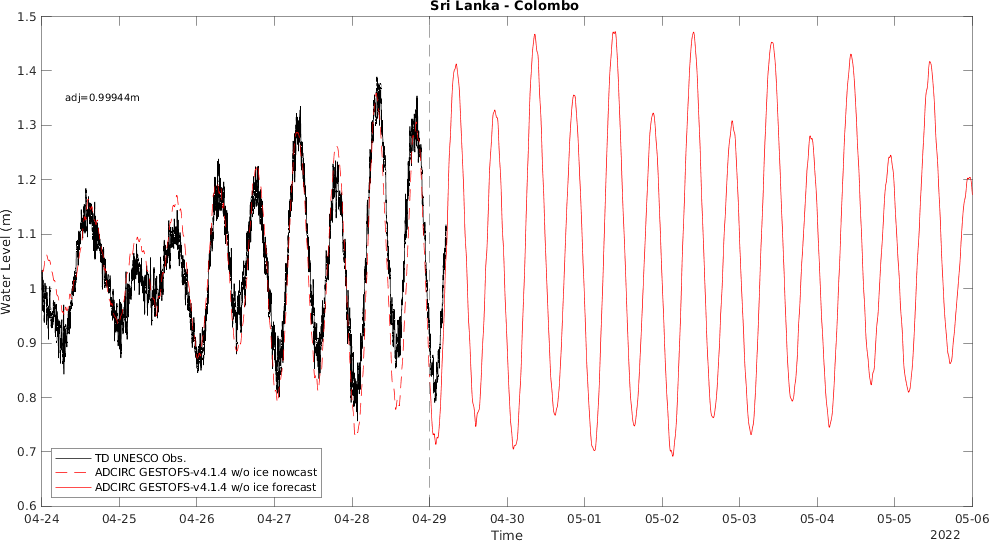 Sri Lanka - Colombo
1.5
1.4
adj=0.99944m
1.3
1.2
1.1
1
0.9
0.8
0.7
0.6
Water Level (m)
TD UNESCO Obs.
ADCIRC GESTOFS-v4.1.4 w/o ice nowcast
ADCIRC GESTOFS-v4.1.4 w/o ice forecast
04-24 04-25 04-26 04-27 04-28 04-29 04-30 05-01 05-02 05-03 05-04 05-05 05-06
Time
2022